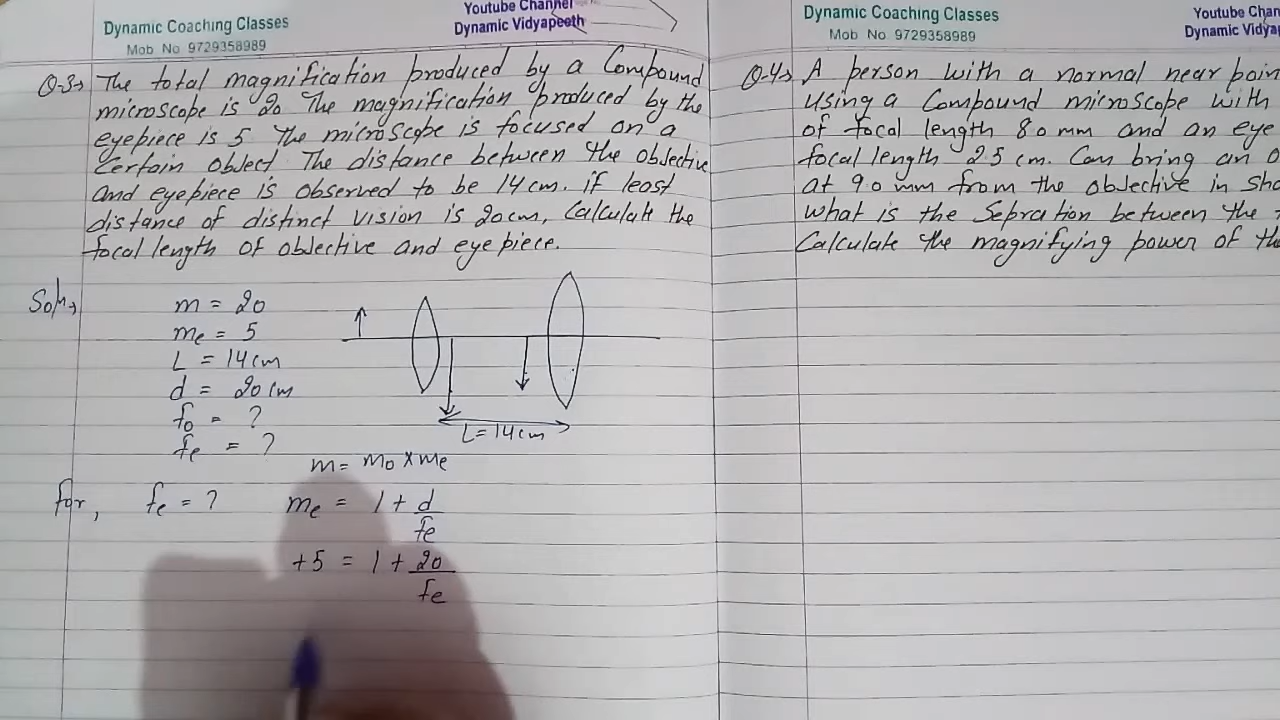 Dynamic Coaching Classes
Mob No 9729358989
Youtube Channel
Dynamic Vidyapeeth
Q-3→ The total magnification produced by a Compound
microscope is 20 The magnification produced by the
eyepiece is 5 The microscope is focused on a
Certain object The distance between the objective
and eyepiece is observed to be 14cm. if least
distance of distinct vision is 20cm, Calculate the
focal length of objective and eyepiece.
Soln→
m = 20
me = 5
L = 14cm
d = 20cm
fo = ?
fe = ?
L=14cm
m = mo × me
for, fe = ? me = 1 + d/fe
+5 = 1 + 20/fe
Dynamic Coaching Classes
Mob No 9729358989
Youtube Chan
Dynamic Vidya
Q-4→ A person with a normal near poin
using a Compound microscope with
of focal length 8.0 mm and an eye
focal length 2.5 cm. Can bring an o
at 9.0 mm from the objective in sha
what is the Sepration between the
Calculate the magnifying power of th